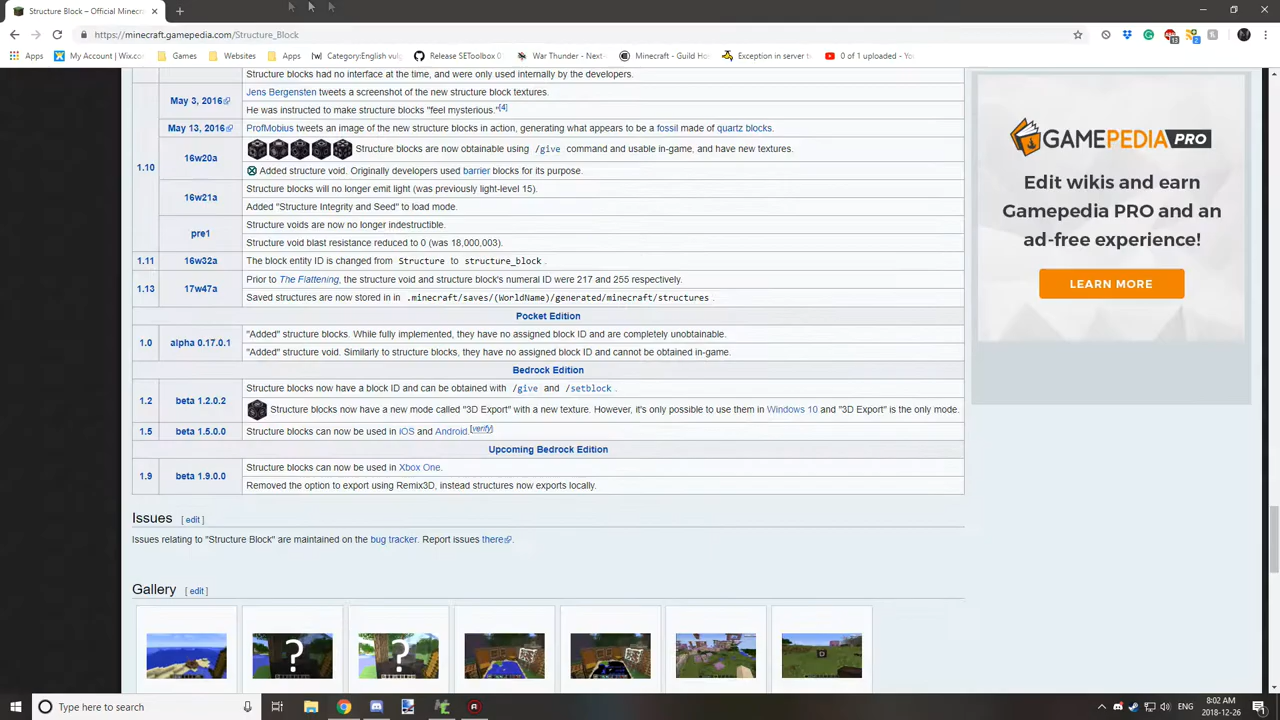 Structure Block – Official Minecr
https://minecraft.gamepedia.com/Structure_Block
Apps
My Account | Wix.co
Games
Websites
Apps
Category:English vulg
Release SEToolbox 0
War Thunder - Next-
Minecraft - Guild Hos
Exception in server t
0 of 1 uploaded - Yo
Structure blocks had no interface at the time, and were only used internally by the developers.
May 3, 2016
Jens Bergensten tweets a screenshot of the new structure block textures.
He was instructed to make structure blocks "feel mysterious."[4]
May 13, 2016
ProfMobius tweets an image of the new structure blocks in action, generating what appears to be a fossil made of quartz blocks.
1.10
16w20a
Structure blocks are now obtainable using /give command and usable in-game, and have new textures.
Added structure void. Originally developers used barrier blocks for its purpose.
16w21a
Structure blocks will no longer emit light (was previously light-level 15).
Added "Structure Integrity and Seed" to load mode.
pre1
Structure voids are now no longer indestructible.
Structure void blast resistance reduced to 0 (was 18,000,003).
1.11
16w32a
The block entity ID is changed from Structure to structure_block .
1.13
17w47a
Prior to The Flattening, the structure void and structure block's numeral ID were 217 and 255 respectively.
Saved structures are now stored in in .minecraft/saves/(WorldName)/generated/minecraft/structures .
Pocket Edition
1.0
alpha 0.17.0.1
"Added" structure blocks. While fully implemented, they have no assigned block ID and are completely unobtainable.
"Added" structure void. Similarly to structure blocks, they have no assigned block ID and cannot be obtained in-game.
Bedrock Edition
1.2
beta 1.2.0.2
Structure blocks now have a block ID and can be obtained with /give and /setblock .
Structure blocks now have a new mode called "3D Export" with a new texture. However, it's only possible to use them in Windows 10 and "3D Export" is the only mode.
1.5
beta 1.5.0.0
Structure blocks can now be used in iOS and Android.[verify]
Upcoming Bedrock Edition
1.9
beta 1.9.0.0
Structure blocks can now be used in Xbox One.
Removed the option to export using Remix3D, instead structures now exports locally.
Issues [ edit ]
Issues relating to "Structure Block" are maintained on the bug tracker. Report issues there.
Gallery [ edit ]
?
?
GAMEPEDIA PRO
Edit wikis and earn
Gamepedia PRO and an
ad-free experience!
LEARN MORE
Type here to search
8:02 AM
2018-12-26